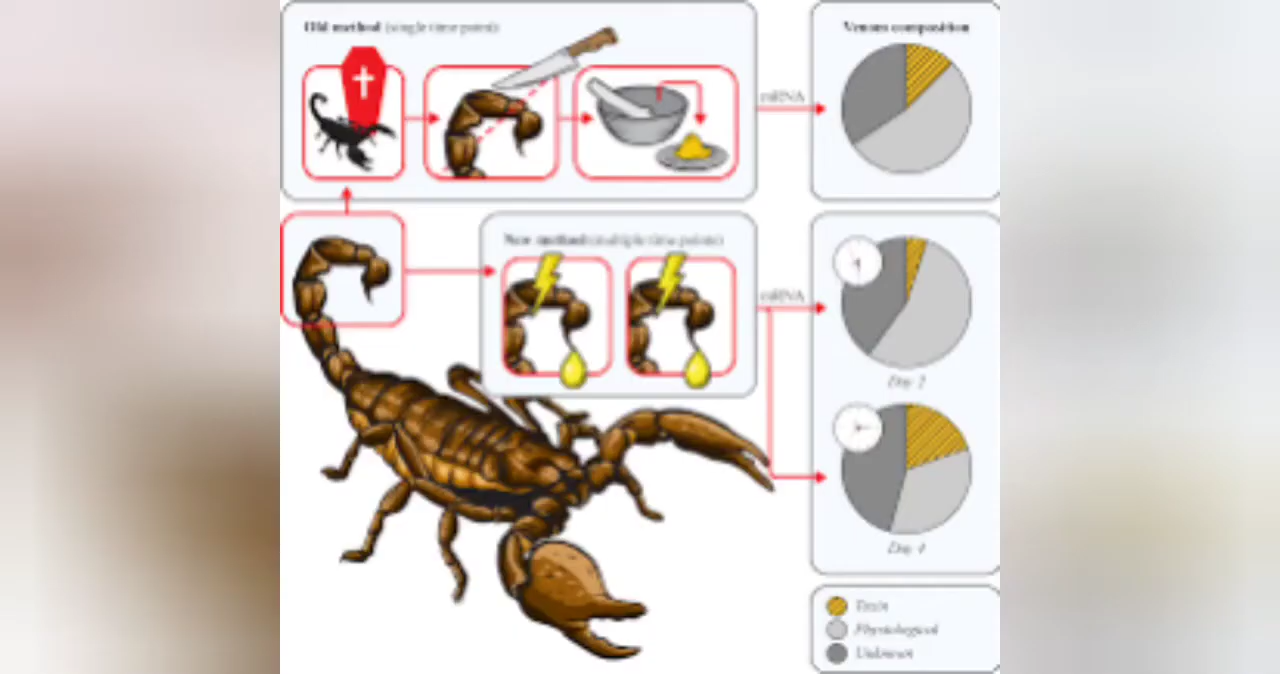 Old method (single time point)
Venom composition
mRNA
New method (multiple time points)
mRNA
Day 2
Day 4
Toxin
Physiological
Unknown